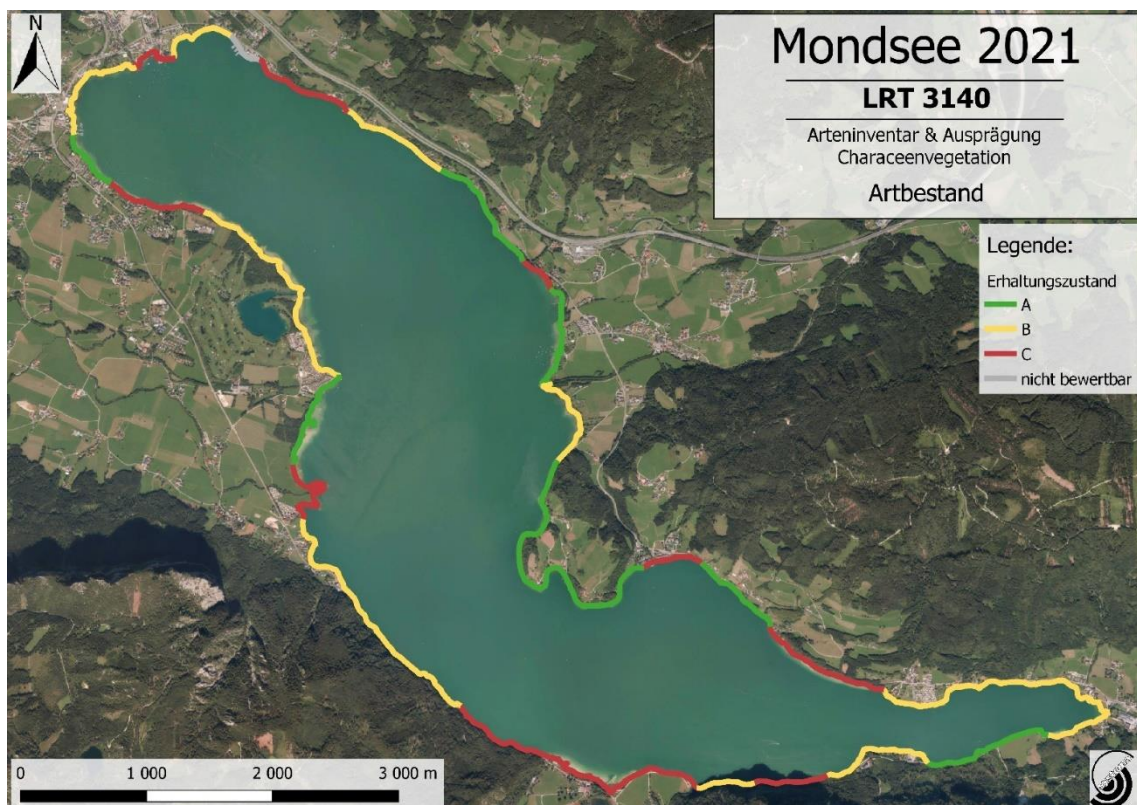 N
Mondsee 2021
LRT 3140
Arteninventar & Ausprägung
Characeenvegetation
Artbestand
Legende:
Erhaltungszustand
A
B
C
nicht bewertbar
0 1 000 2 000 3 000 m